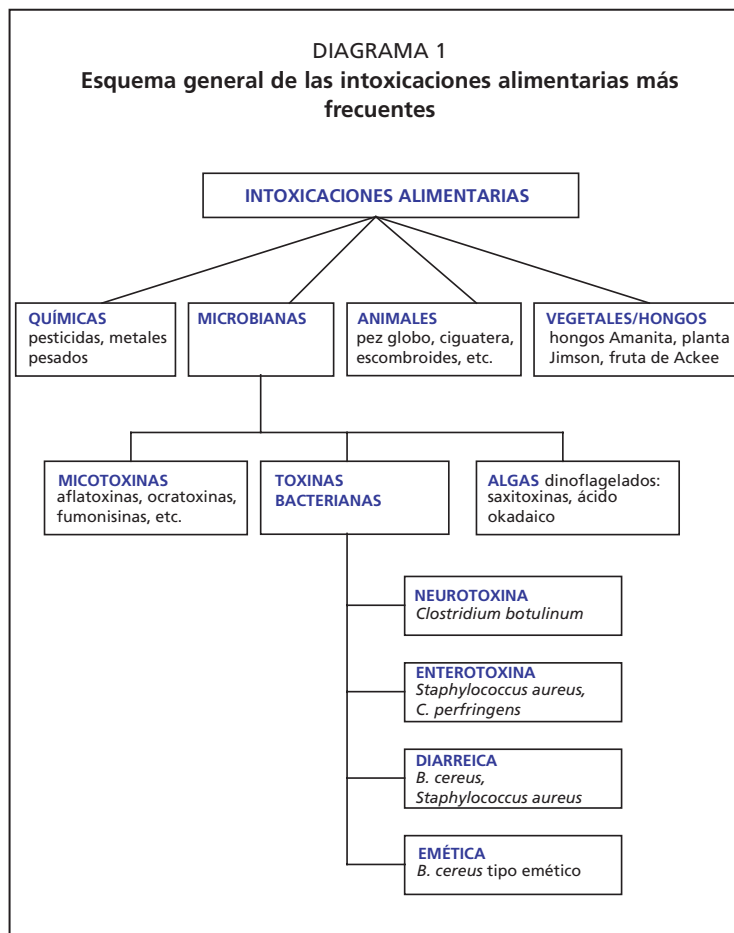 DIAGRAMA 1
Esquema general de las intoxicaciones alimentarias más
frecuentes
INTOXICACIONES ALIMENTARIAS
QUÍMICAS
pesticidas, metales
pesados
MICROBIANAS
ANIMALES
pez globo, ciguatera,
escombroides, etc.
VEGETALES/HONGOS
hongos Amanita, planta
Jimson, fruta de Ackee
MICOTOXINAS
aflatoxinas, ocratoxinas,
fumonisinas, etc.
TOXINAS
BACTERIANAS
ALGAS dinoflagelados:
saxitoxinas, ácido
okadaico
NEUROTOXINA
Clostridium botulinum
ENTEROTOXINA
Staphylococcus aureus,
C. perfringens
DIARREICA
B. cereus,
Staphylococcus aureus
EMÉTICA
B. cereus tipo emético